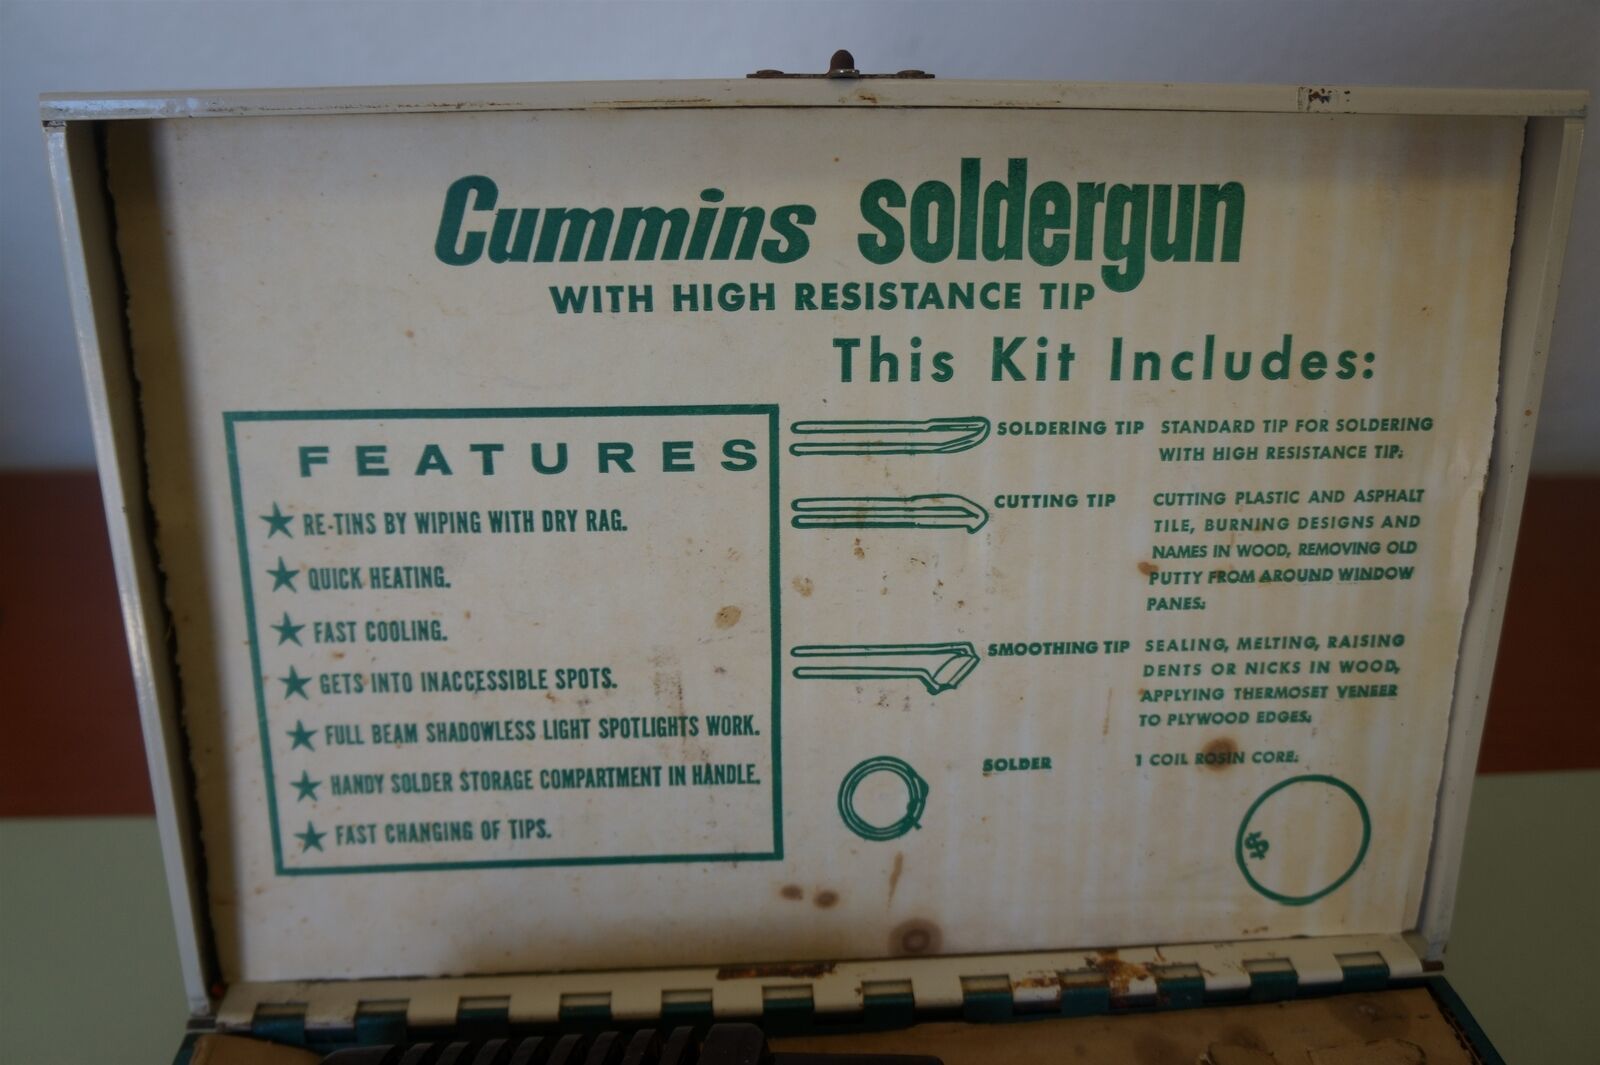 Cummins soldergun
WITH HIGH RESISTANCE TIP
This Kit Includes:
FEATURES
★ RE-TINS BY WIPING WITH DRY RAG.
★ QUICK HEATING.
★ FAST COOLING.
★ GETS INTO INACCESSIBLE SPOTS.
★ FULL BEAM SHADOWLESS LIGHT SPOTLIGHTS WORK.
★ HANDY SOLDER STORAGE COMPARTMENT IN HANDLE.
★ FAST CHANGING OF TIPS.
SOLDERING TIP STANDARD TIP FOR SOLDERING
WITH HIGH RESISTANCE TIP.
CUTTING TIP CUTTING PLASTIC AND ASPHALT
TILE, BURNING DESIGNS AND
NAMES IN WOOD, REMOVING OLD
PUTTY FROM AROUND WINDOW
PANES.
SMOOTHING TIP SEALING, MELTING, RAISING
DENTS OR NICKS IN WOOD,
APPLYING THERMOSET VENEER
TO PLYWOOD EDGES.
SOLDER 1 COIL ROSIN CORE.
$